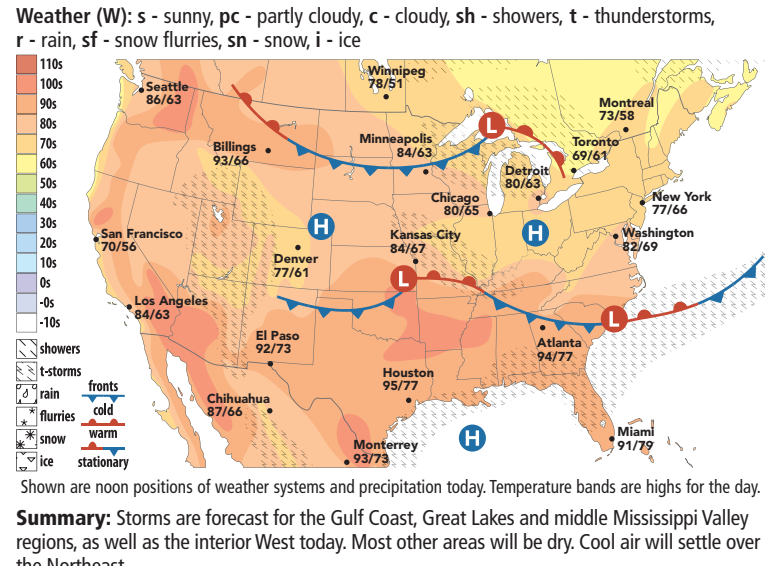 Weather (W): s - sunny, pc - partly cloudy, c - cloudy, sh - showers, t - thunderstorms,
r - rain, sf - snow flurries, sn - snow, i - ice
110s
100s
90s
80s
70s
60s
50s
40s
30s
20s
10s
0s
-0s
-10s
showers
t-storms
rain
flurries
snow
ice
fronts
cold
warm
stationary
Seattle
86/63
Winnipeg
78/51
Montreal
73/58
Billings
93/66
Minneapolis
84/63
L
Toronto
69/61
Detroit
80/63
Chicago
80/65
New York
77/66
San Francisco
70/56
H
Kansas City
84/67
H
Washington
82/69
Denver
77/61
L
Los Angeles
84/63
L
El Paso
92/73
Atlanta
94/77
Houston
95/77
Chihuahua
87/66
H
Monterrey
93/73
Miami
91/79
Shown are noon positions of weather systems and precipitation today. Temperature bands are highs for the day.
Summary: Storms are forecast for the Gulf Coast, Great Lakes and middle Mississippi Valley
regions, as well as the interior West today. Most other areas will be dry. Cool air will settle over
the Northeast.